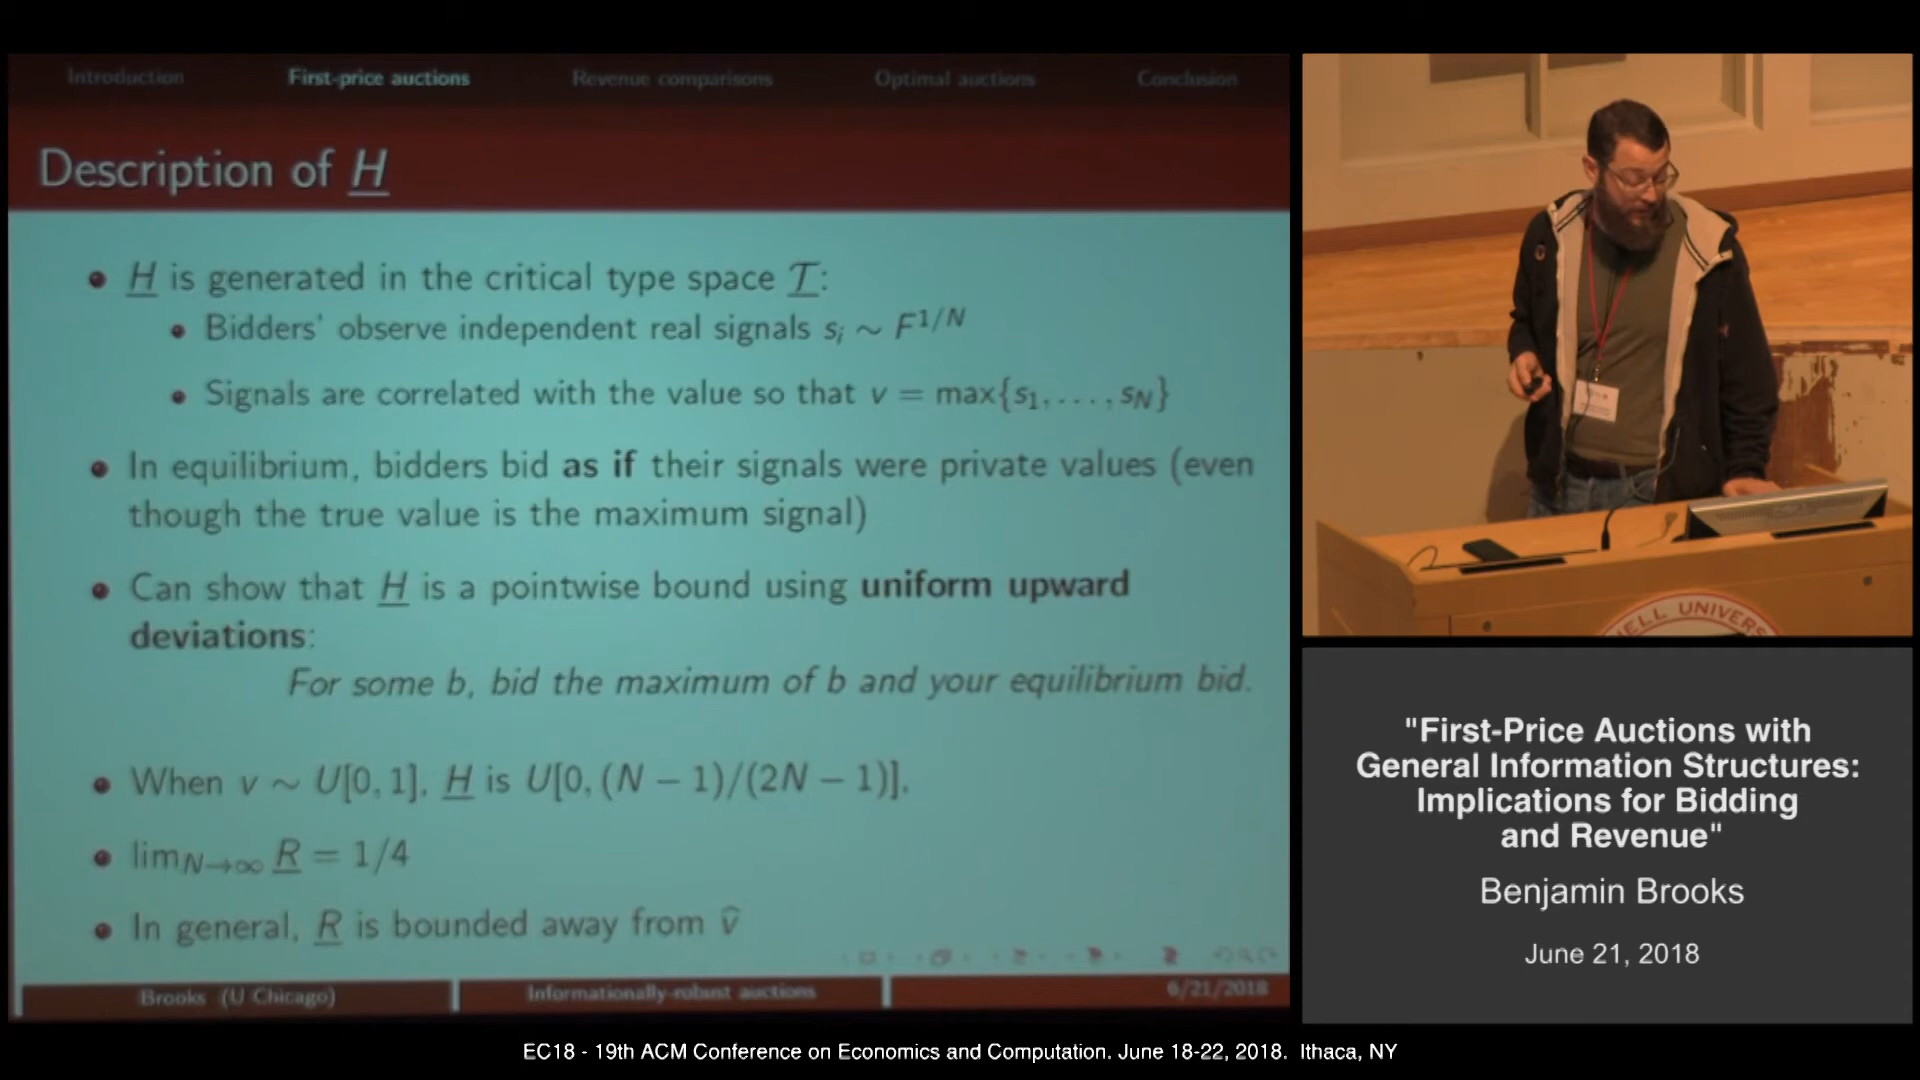 Introduction First-price auctions Revenue comparisons Optimal auctions Conclusion
Description of H
• H is generated in the critical type space T:
• Bidders' observe independent real signals sᵢ ~ F^{1/N}
• Signals are correlated with the value so that v = max{s₁, . . . , s_N}
• In equilibrium, bidders bid as if their signals were private values (even
though the true value is the maximum signal)
• Can show that H is a pointwise bound using uniform upward
deviations:
For some b, bid the maximum of b and your equilibrium bid.
• When v ~ U[0, 1], H is U[0, (N − 1)/(2N − 1)].
• lim_{N→∞} R = 1/4
• In general, R is bounded away from v̂
Brooks (U Chicago) Informationally-robust auctions 6/21/2018
"First-Price Auctions with
General Information Structures:
Implications for Bidding
and Revenue"
Benjamin Brooks
June 21, 2018
EC18 - 19th ACM Conference on Economics and Computation. June 18-22, 2018. Ithaca, NY